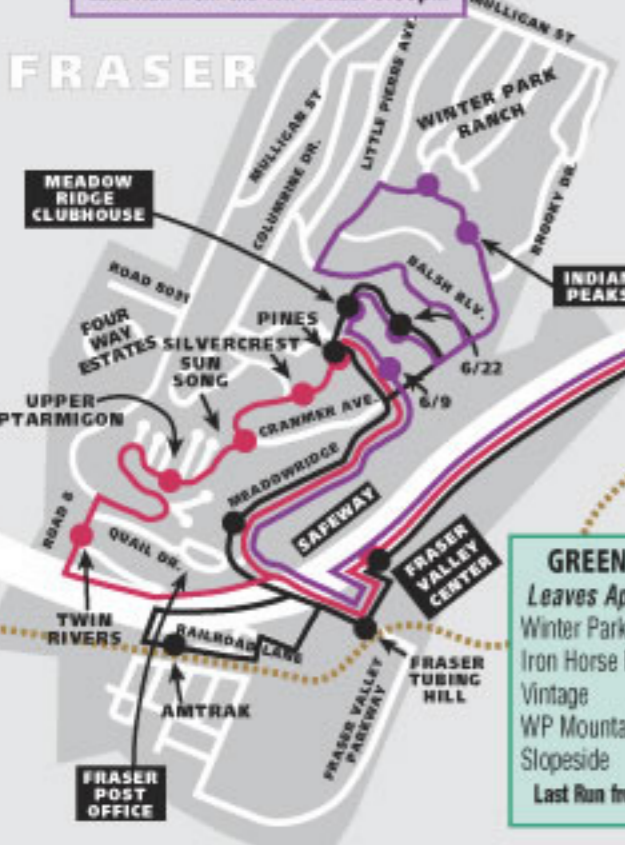 MULLIGAN ST
FRASER
LITTLE PIERRE AVE.
WINTER PARK
RANCH
MULLIGAN ST
COLUMBINE DR.
BROOKY DR.
MEADOW
RIDGE
CLUBHOUSE
BALSH BLV.
INDIAN
PEAKS
ROAD 8031
FOUR
WAY
ESTATES
PINES
SILVERCREST
SUN
SONG
6/22
6/9
UPPER
PTARMIGON
CRANMER AVE.
MEADOWRIDGE
ROAD 8
QUAIL DR.
SAFEWAY
FRASER
VALLEY
CENTER
TWIN
RIVERS
RAILROAD LANE
AMTRAK
FRASER
TUBING
HILL
FRASER VALLEY
PARKWAY
FRASER
POST
OFFICE
GREEN
Leaves Ap
Winter Park
Iron Horse
Vintage
WP Mounta
Slopeside
Last Run fr